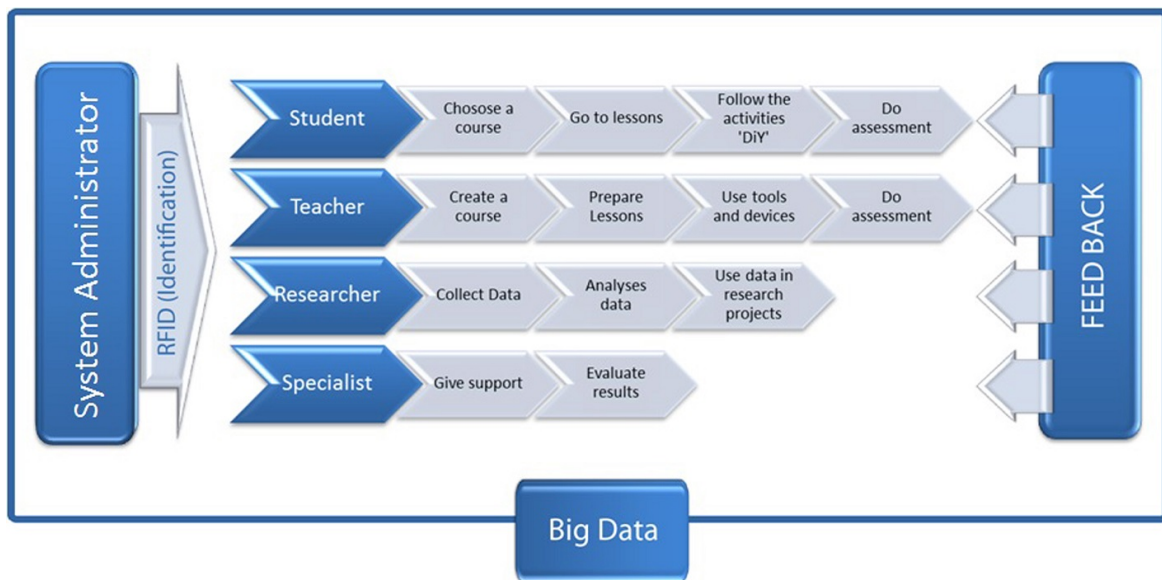 System Administrator
RFID (Identification)
Student
Chosose a
course
Go to lessons
Follow the
activities
'DiY'
Do
assessment
Teacher
Create a
course
Prepare
Lessons
Use tools
and devices
Do
assessment
Researcher
Collect Data
Analyses
data
Use data in
research
projects
Specialist
Give support
Evaluate
results
FEED BACK
Big Data